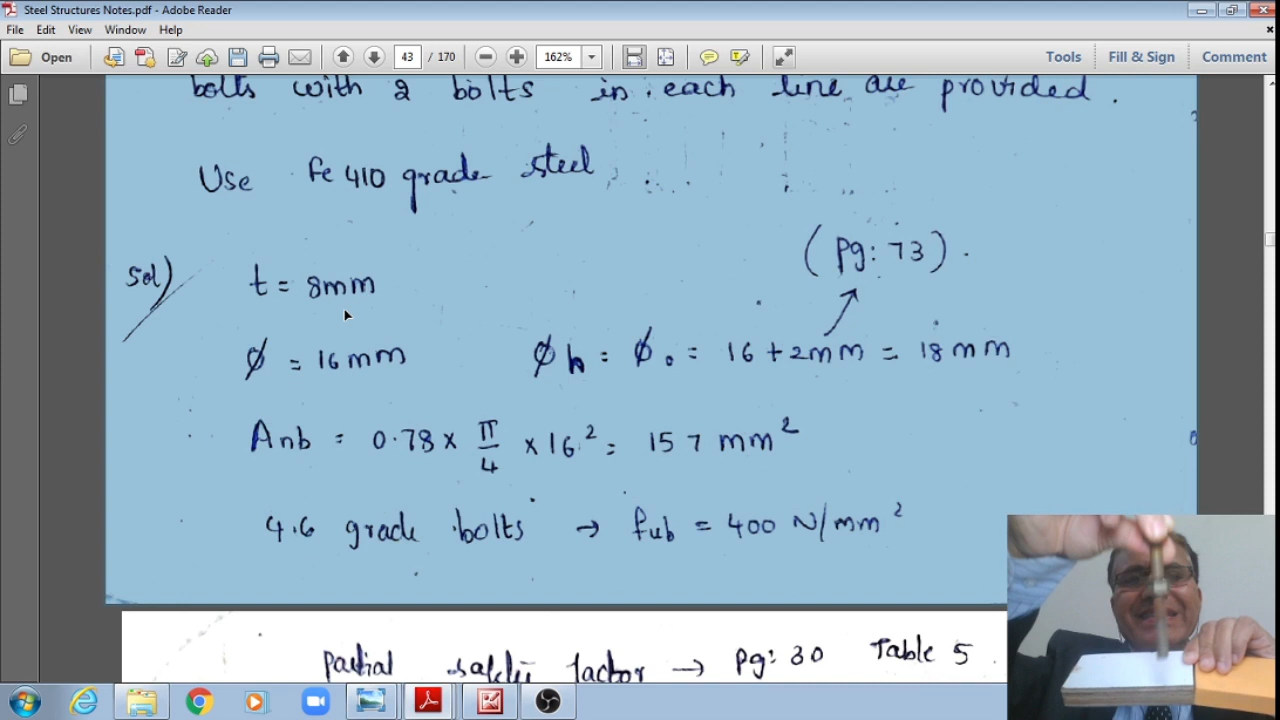 Steel Structures Notes.pdf - Adobe Reader
File Edit View Window Help
Open 43 / 170 162% Tools Fill & Sign Comment
bolts with 2 bolts in each line are provided.
Use Fe 410 grade steel
(pg: 73).
Sol) t = 8mm
ϕ = 16mm ϕh = ϕo = 16 + 2mm = 18mm
Anb = 0.78 × π/4 × 16² = 157 mm²
4.6 grade bolts → fub = 400 N/mm²
partial safety factor → pg: 30 Table 5